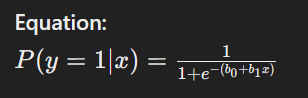 Equation:
P(y = 1|x) = 1 / 1+e^−(b₀+b₁x)